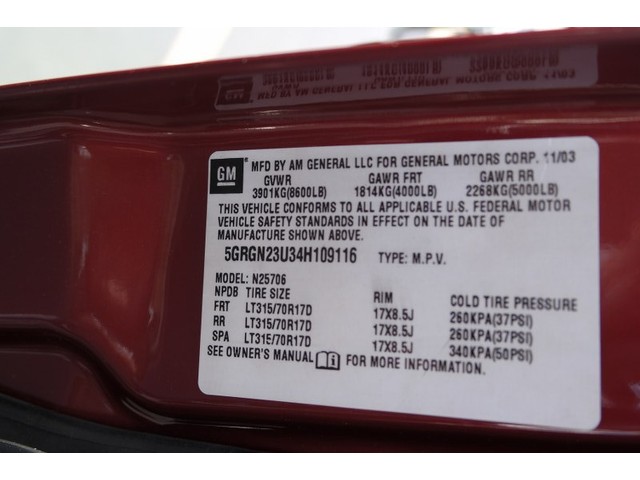 GM
MFD BY AM GENERAL LLC FOR GENERAL MOTORS CORP. 11/03
GVWR GAWR FRT GAWR RR
3901KG(8600LB) 1814KG(4000LB) 2268KG(5000LB)
THIS VEHICLE CONFORMS TO ALL APPLICABLE U.S. FEDERAL MOTOR
VEHICLE SAFETY STANDARDS IN EFFECT ON THE DATE OF
MANUFACTURE SHOWN ABOVE.
5GRGN23U34H109116 TYPE: M.P.V.
MODEL: N25706
NPDB TIRE SIZE RIM COLD TIRE PRESSURE
FRT LT315/70R17D 17X8.5J 260KPA(37PSI)
RR LT315/70R17D 17X8.5J 260KPA(37PSI)
SPA LT315/70R17D 17X8.5J 340KPA(50PSI)
SEE OWNER'S MANUAL FOR MORE INFORMATION.